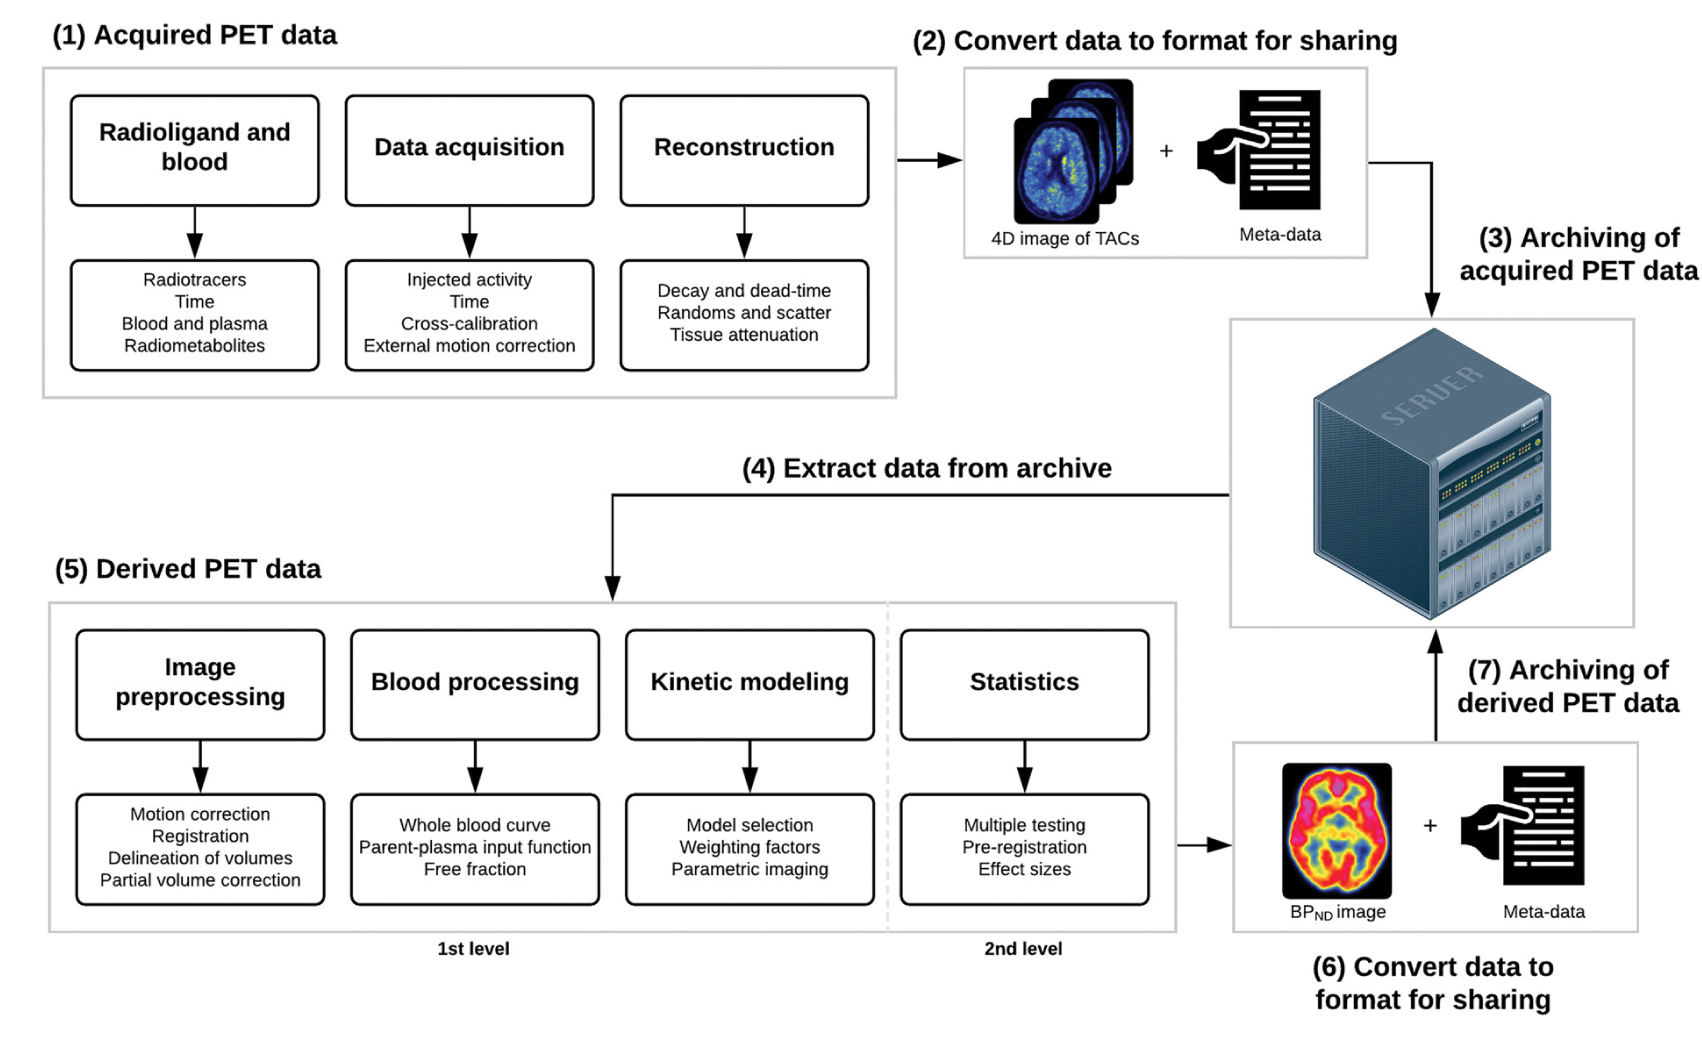 (1) Acquired PET data
(2) Convert data to format for sharing
Radioligand and
blood
Data acquisition
Reconstruction
Radiotracers
Time
Blood and plasma
Radiometabolites
Injected activity
Time
Cross-calibration
External motion correction
Decay and dead-time
Randoms and scatter
Tissue attenuation
+
4D image of TACs
Meta-data
(3) Archiving of
acquired PET data
SERVER
(4) Extract data from archive
(5) Derived PET data
Image
preprocessing
Blood processing
Kinetic modeling
Statistics
Motion correction
Registration
Delineation of volumes
Partial volume correction
Whole blood curve
Parent-plasma input function
Free fraction
Model selection
Weighting factors
Parametric imaging
Multiple testing
Pre-registration
Effect sizes
1st level
2nd level
(7) Archiving of
derived PET data
+
BPND image
Meta-data
(6) Convert data to
format for sharing